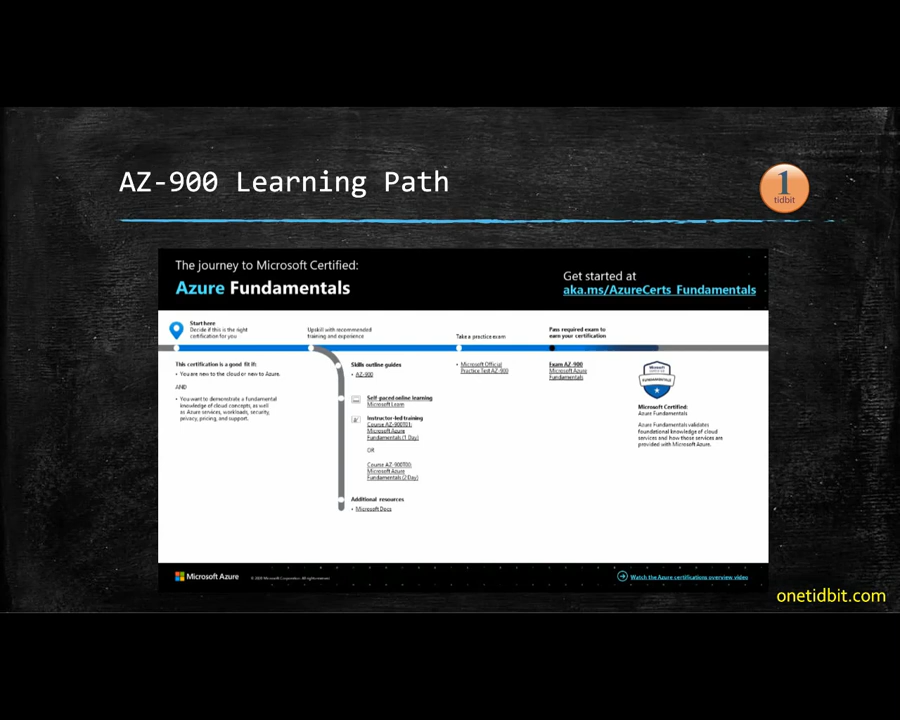 AZ-900 Learning Path
1
tidbit
The journey to Microsoft Certified:
Azure Fundamentals
Get started at
aka.ms/AzureCerts_Fundamentals
Start here
Decide if this is the right
certification for you
Upskill with recommended
training and experience
Take a practice exam
Pass required exam to
earn your certification
This certification is a good fit if:
• You are new to the cloud or new to Azure.
AND
• You want to demonstrate a fundamental
knowledge of cloud concepts, as well
as Azure services, workloads, security,
privacy, pricing, and support.
Skills outline guides
• AZ-900
Self-paced online learning
Microsoft Learn
Instructor-led training
Course AZ-900T01:
Microsoft Azure
Fundamentals (1 Day)
OR
Course AZ-900T00:
Microsoft Azure
Fundamentals (2 Day)
Additional resources
• Microsoft Docs
• Microsoft Official
Practice Test AZ-900
Exam AZ-900
Microsoft Azure
Fundamentals
FUNDAMENTALS
Microsoft Certified:
Azure Fundamentals
Azure Fundamentals validates
foundational knowledge of cloud
services and how those services are
provided with Microsoft Azure.
Microsoft Azure
Microsoft Corporation. All rights reserved.
Watch the Azure certifications overview video
onetidbit.com